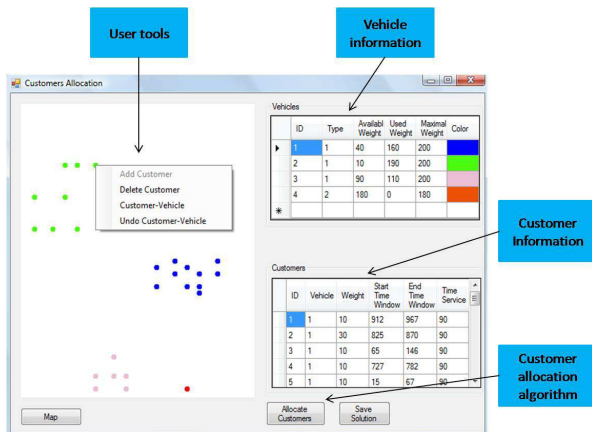 User tools
Vehicle
information
Customers Allocation
Vehicles
ID Type Availabl Weight Used Weight Maximal Weight Color
1 1 40 160 200
2 1 10 190 200
3 1 90 110 200
4 2 180 0 180
Add Customer
Delete Customer
Customer-Vehicle
Undo Customer-Vehicle
Customer
Information
Customers
ID Vehicle Weight Start Time Window End Time Window Time Service
1 1 10 912 967 90
2 1 30 825 870 90
3 1 10 65 146 90
4 1 10 727 782 90
5 1 10 15 67 90
Customer
allocation
algorithm
Map
Allocate
Customers
Save
Solution